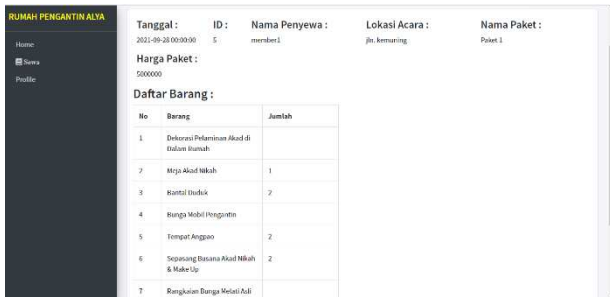 RUMAH PENGANTIN ALYA
Home
Sewa
Profile
Tanggal : ID : Nama Penyewa : Lokasi Acara : Nama Paket :
2021-09-28 00:00:00 5 member1 jln. kemuning Paket 1
Harga Paket :
5000000
Daftar Barang :
No Barang Jumlah
1 Dekorasi Pelaminan Akad di
Dalam Rumah
2 Meja Akad Nikah 1
3 Bantal Duduk 2
4 Bunga Mobil Pengantin
5 Tempat Angpao 2
6 Sepasang Busana Akad Nikah 2
& Make Up
7 Rangkaian Bunga Melati Asli